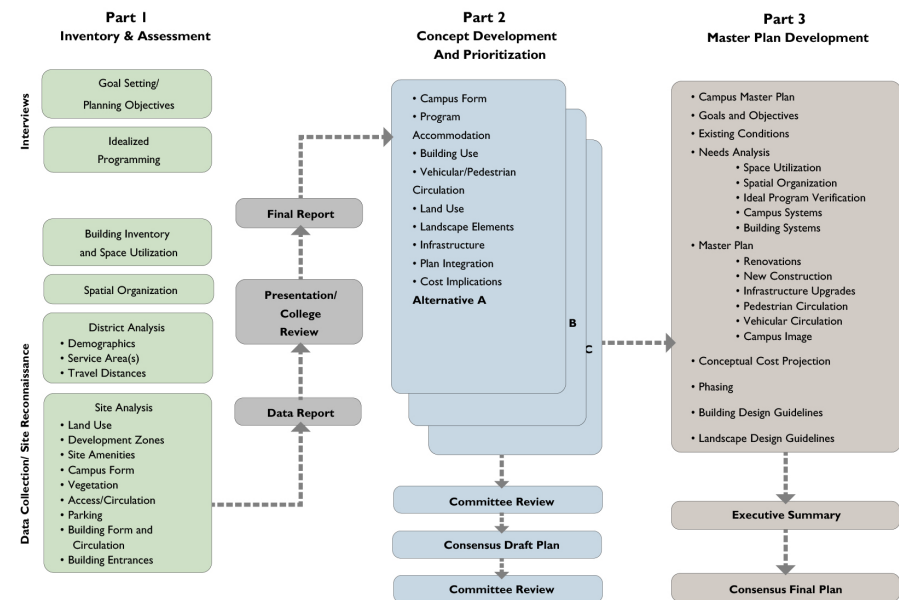 Part 1
Inventory & Assessment
Interviews
Goal Setting/
Planning Objectives
Idealized
Programming
Data Collection/ Site Reconnaissance
Building Inventory
and Space Utilization
Spatial Organization
District Analysis
• Demographics
• Service Area(s)
• Travel Distances
Site Analysis
• Land Use
• Development Zones
• Site Amenities
• Campus Form
• Vegetation
• Access/Circulation
• Parking
• Building Form and
Circulation
• Building Entrances
Final Report
Presentation/
College
Review
Data Report
Part 2
Concept Development
And Prioritization
• Campus Form
• Program
Accommodation
• Building Use
• Vehicular/Pedestrian
Circulation
• Land Use
• Landscape Elements
• Infrastructure
• Plan Integration
• Cost Implications
Alternative A
B
C
Committee Review
Consensus Draft Plan
Committee Review
Part 3
Master Plan Development
• Campus Master Plan
• Goals and Objectives
• Existing Conditions
• Needs Analysis
• Space Utilization
• Spatial Organization
• Ideal Program Verification
• Campus Systems
• Building Systems
• Master Plan
• Renovations
• New Construction
• Infrastructure Upgrades
• Pedestrian Circulation
• Vehicular Circulation
• Campus Image
• Conceptual Cost Projection
• Phasing
• Building Design Guidelines
• Landscape Design Guidelines
Executive Summary
Consensus Final Plan